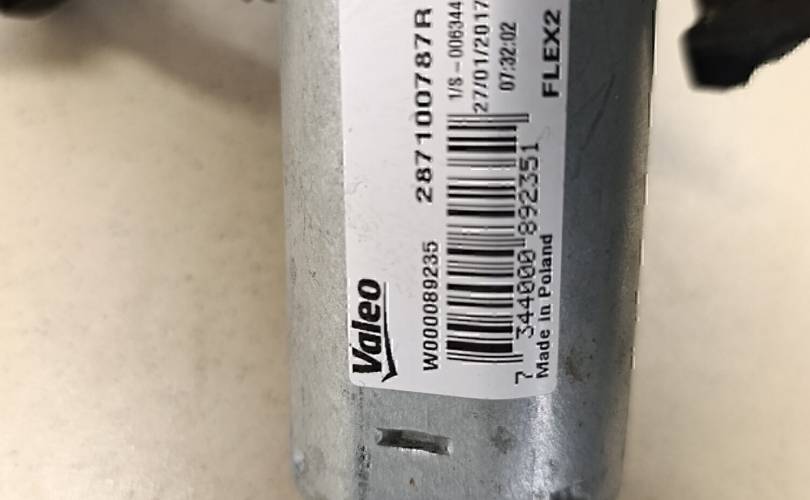 Valeo
W000089235 287100787R
1/S - 006344
27/01/2017
07:32:02
7 344000 892351
Made in Poland FLEX2